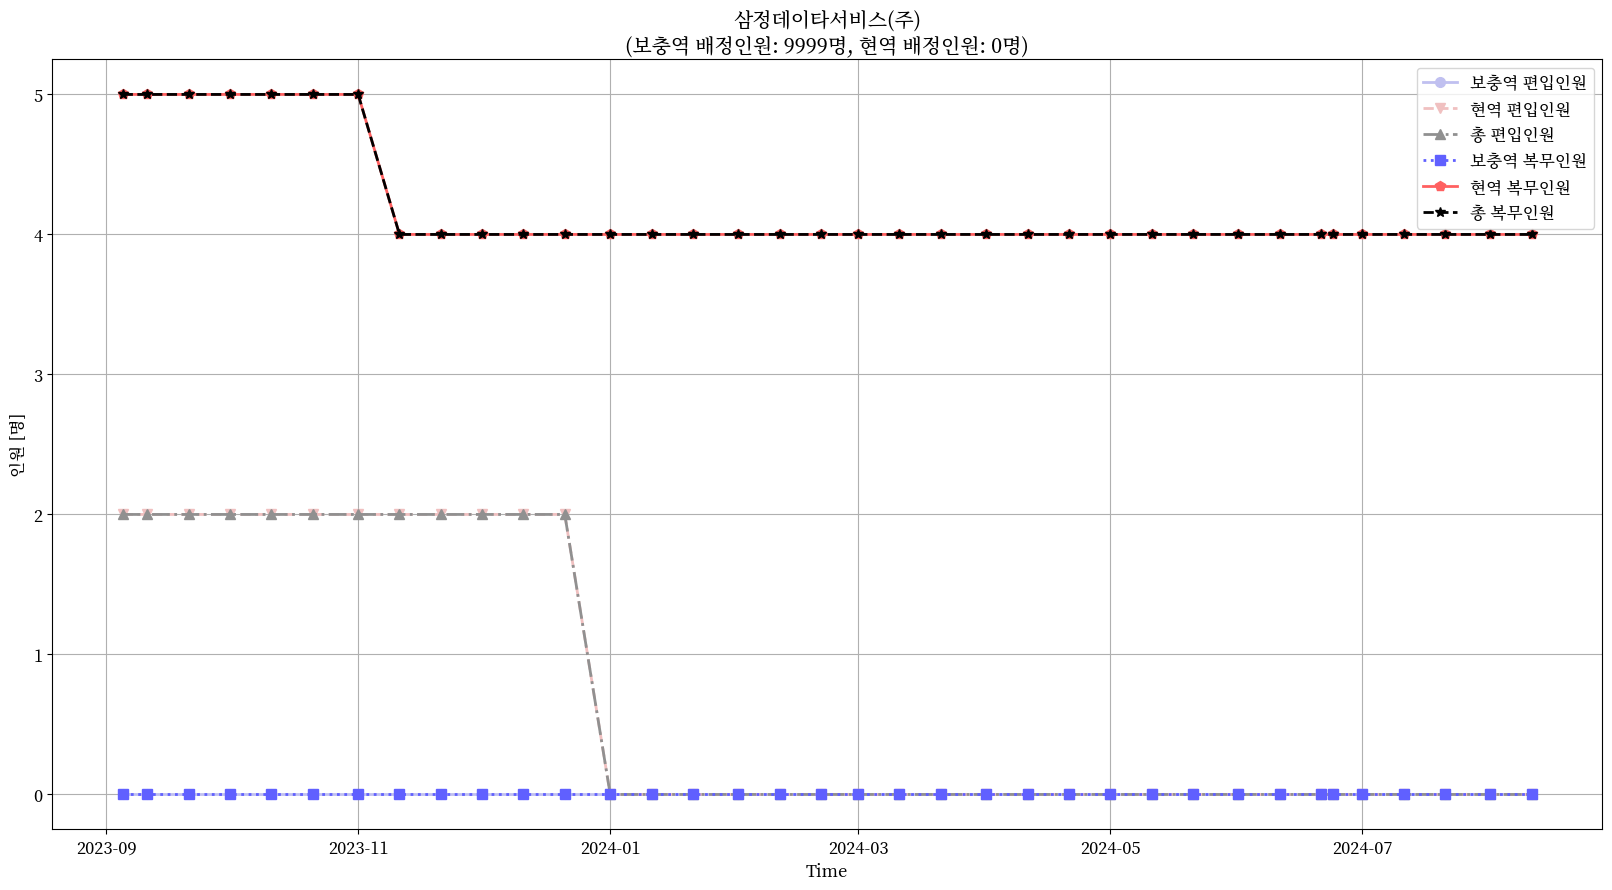 삼정데이타서비스(주)
(보충역 배정인원: 9999명, 현역 배정인원: 0명)
보충역 편입인원
현역 편입인원
총 편입인원
보충역 복무인원
현역 복무인원
총 복무인원
인원 [명]
5
4
3
2
1
0
2023-09
2023-11
2024-01
2024-03
2024-05
2024-07
Time